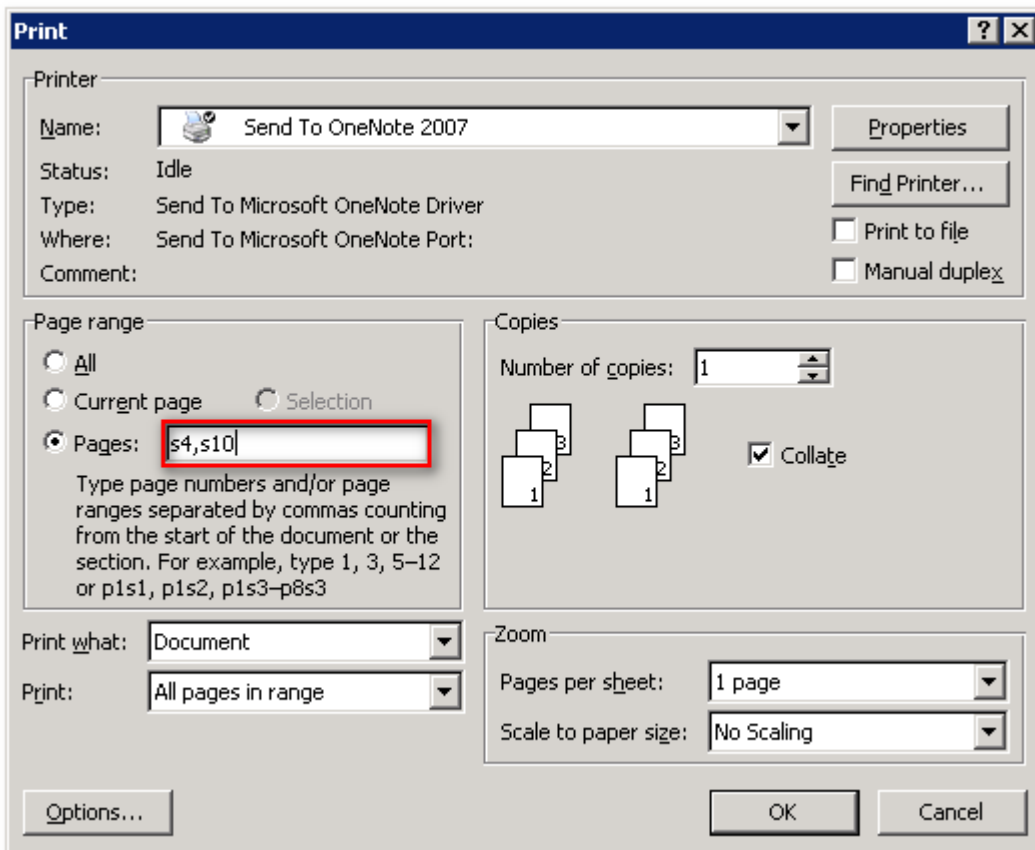 Print
Printer
Name: Send To OneNote 2007 Properties
Status: Idle Find Printer...
Type: Send To Microsoft OneNote Driver
Where: Send To Microsoft OneNote Port: Print to file
Comment: Manual duplex
Page range
All
Current page Selection
Pages: s4,s10
Type page numbers and/or page
ranges separated by commas counting
from the start of the document or the
section. For example, type 1, 3, 5–12
or p1s1, p1s2, p1s3–p8s3
Copies
Number of copies: 1
3 3
2 2
1 1
Collate
Print what: Document
Print: All pages in range
Zoom
Pages per sheet: 1 page
Scale to paper size: No Scaling
Options... OK Cancel